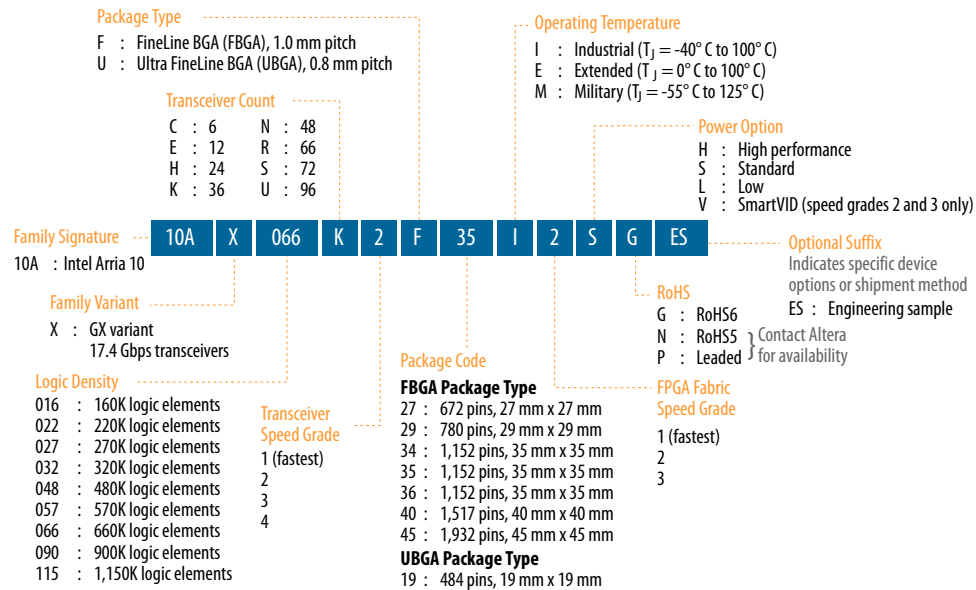 Package Type
F : FineLine BGA (FBGA), 1.0 mm pitch
U : Ultra FineLine BGA (UBGA), 0.8 mm pitch
Operating Temperature
I : Industrial (TJ = -40° C to 100° C)
E : Extended (TJ = 0° C to 100° C)
M : Military (TJ = -55° C to 125° C)
Transceiver Count
C : 6 N : 48
E : 12 R : 66
H : 24 S : 72
K : 36 U : 96
Power Option
H : High performance
S : Standard
L : Low
V : SmartVID (speed grades 2 and 3 only)
Family Signature
10A : Intel Arria 10
10A X 066 K 2 F 35 I 2 S G ES
Optional Suffix
Indicates specific device
options or shipment method
ES : Engineering sample
Family Variant
X : GX variant
17.4 Gbps transceivers
RoHS
G : RoHS6
N : RoHS5
P : Leaded
} Contact Altera
for availability
Logic Density
016 : 160K logic elements
022 : 220K logic elements
027 : 270K logic elements
032 : 320K logic elements
048 : 480K logic elements
057 : 570K logic elements
066 : 660K logic elements
090 : 900K logic elements
115 : 1,150K logic elements
Transceiver
Speed Grade
1 (fastest)
2
3
4
Package Code
FBGA Package Type
27 : 672 pins, 27 mm x 27 mm
29 : 780 pins, 29 mm x 29 mm
34 : 1,152 pins, 35 mm x 35 mm
35 : 1,152 pins, 35 mm x 35 mm
36 : 1,152 pins, 35 mm x 35 mm
40 : 1,517 pins, 40 mm x 40 mm
45 : 1,932 pins, 45 mm x 45 mm
UBGA Package Type
19 : 484 pins, 19 mm x 19 mm
FPGA Fabric
Speed Grade
1 (fastest)
2
3